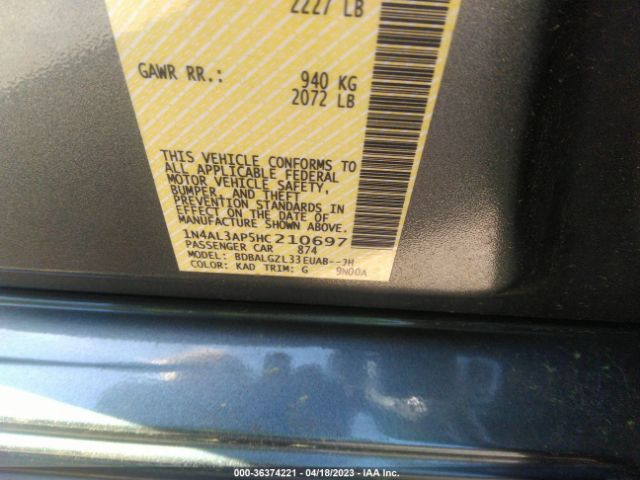 2227 LB
GAWR RR.: 940 KG
2072 LB
THIS VEHICLE CONFORMS TO
ALL APPLICABLE FEDERAL
MOTOR VEHICLE SAFETY,
BUMPER, AND THEFT
PREVENTION STANDARDS IN
EFFECT ON THE DATE OF
MANUFACTURE SHOWN ABOVE.
1N4AL3AP5HC210697
PASSENGER CAR 874
MODEL: BDBALGZL33EUAB--JH
COLOR: KAD TRIM: G 9N00A
000-36374221 - 04/18/2023 - IAA Inc.